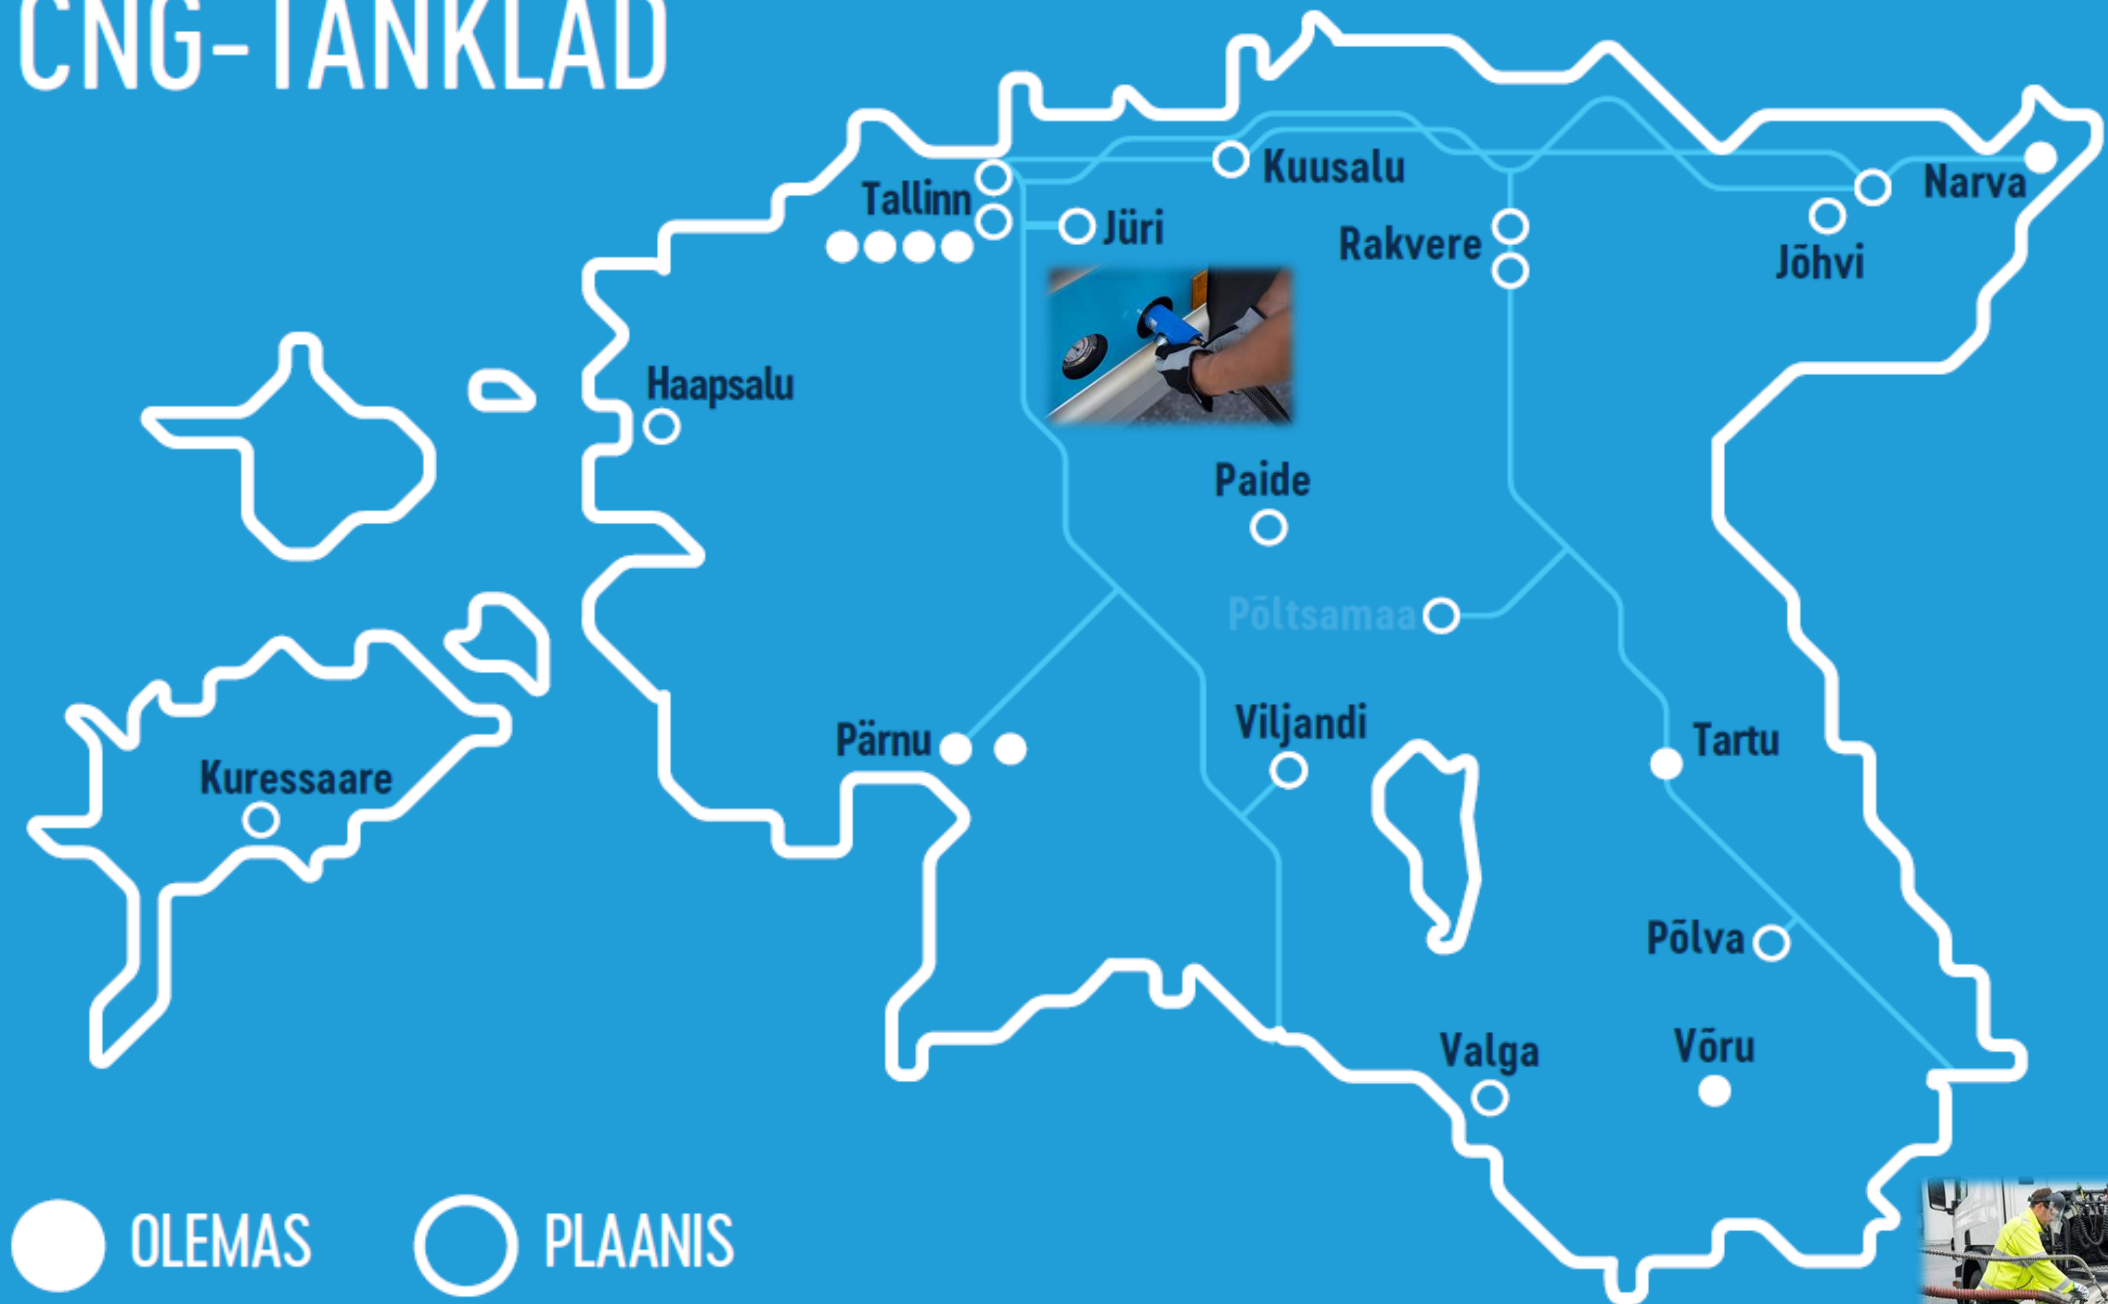 CNG-TANKLAD
Kuusalu
Narva
Tallinn
Jüri
Rakvere
Jõhvi
Haapsalu
Paide
Põltsamaa
Viljandi
Pärnu
Tartu
Kuressaare
Põlva
Valga
Võru
OLEMAS
PLAANIS